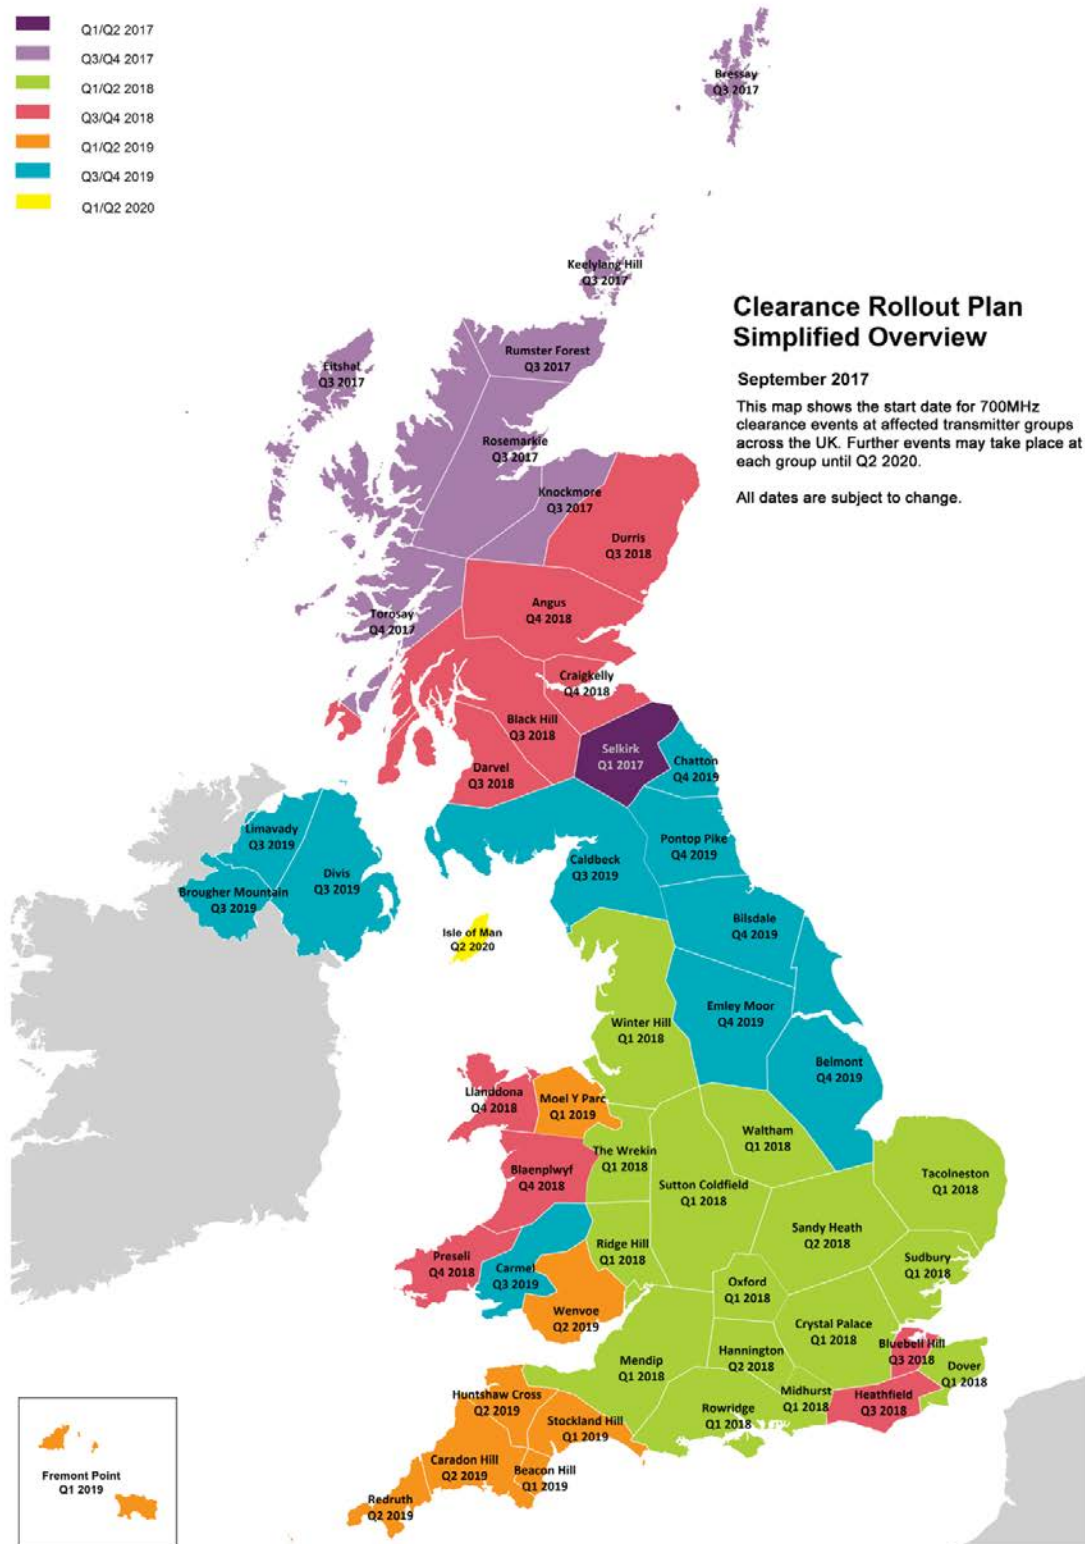 Q1/Q2 2017
Q3/Q4 2017
Q1/Q2 2018
Q3/Q4 2018
Q1/Q2 2019
Q3/Q4 2019
Q1/Q2 2020
Bressay
Q3 2017
Keelylang Hill
Q3 2017
Clearance Rollout Plan
Simplified Overview
September 2017
This map shows the start date for 700MHz
clearance events at affected transmitter groups
across the UK. Further events may take place at
each group until Q2 2020.
All dates are subject to change.
Rumster Forest
Q3 2017
Eitshal
Q3 2017
Rosemarkie
Q3 2017
Knockmore
Q3 2017
Durris
Q3 2018
Angus
Q4 2018
Torosay
Q4 2017
Craigkelly
Q4 2018
Black Hill
Q3 2018
Selkirk
Q1 2017
Chatton
Q4 2019
Darvel
Q3 2018
Limavady
Q3 2019
Divis
Q3 2019
Brougher Mountain
Q3 2019
Caldbeck
Q3 2019
Pontop Pike
Q4 2019
Isle of Man
Q2 2020
Bilsdale
Q4 2019
Emley Moor
Q4 2019
Winter Hill
Q1 2018
Belmont
Q4 2019
Llanddona
Q4 2018
Moel Y Parc
Q1 2019
Waltham
Q1 2018
The Wrekin
Q1 2018
Blaenplwyf
Q4 2018
Sutton Coldfield
Q1 2018
Tacolneston
Q1 2018
Sandy Heath
Q2 2018
Ridge Hill
Q1 2018
Preseli
Q4 2018
Carmel
Q3 2019
Sudbury
Q1 2018
Oxford
Q1 2018
Wenvoe
Q2 2019
Crystal Palace
Q1 2018
Bluebell Hill
Q3 2018
Mendip
Q1 2018
Hannington
Q2 2018
Dover
Q1 2018
Midhurst
Q1 2018
Heathfield
Q3 2018
Huntshaw Cross
Q2 2019
Rowridge
Q1 2018
Stockland Hill
Q1 2019
Caradon Hill
Q2 2019
Beacon Hill
Q1 2019
Fremont Point
Q1 2019
Redruth
Q2 2019